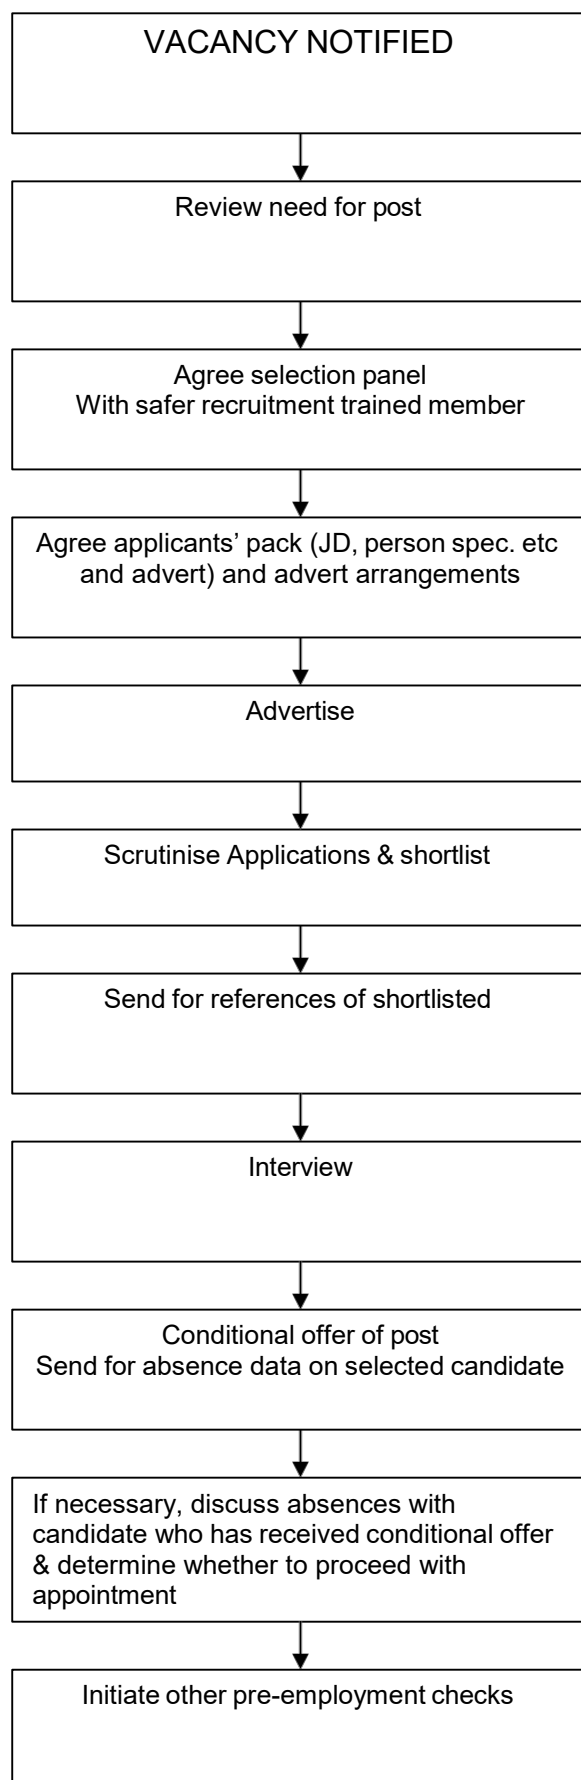 VACANCY NOTIFIED
Review need for post
Agree selection panel
With safer recruitment trained member
Agree applicants’ pack (JD, person spec. etc
and advert) and advert arrangements
Advertise
Scrutinise Applications & shortlist
Send for references of shortlisted
Interview
Conditional offer of post
Send for absence data on selected candidate
If necessary, discuss absences with
candidate who has received conditional offer
& determine whether to proceed with
appointment
Initiate other pre-employment checks